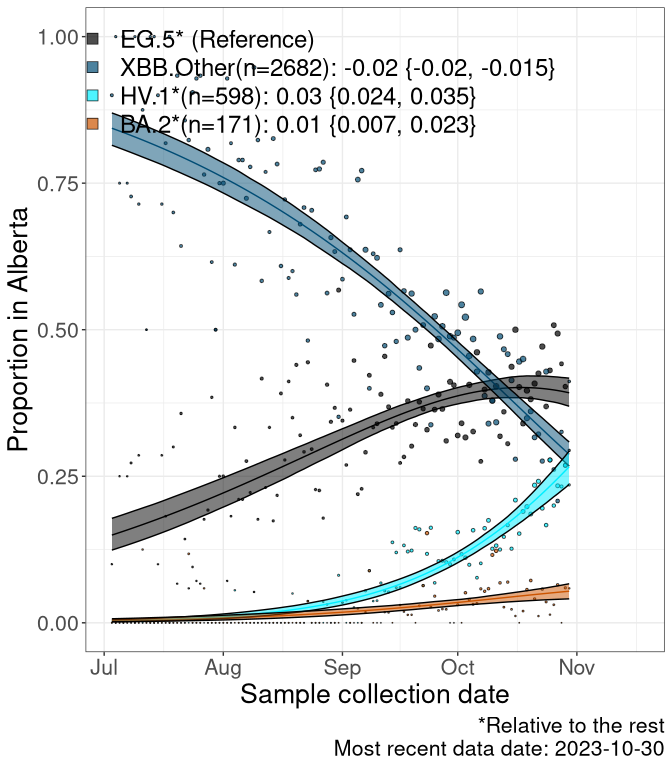 EG.5* (Reference)
XBB.Other(n=2682): -0.02 {-0.02, -0.015}
HV.1*(n=598): 0.03 {0.024, 0.035}
BA.2*(n=171): 0.01 {0.007, 0.023}
1.00
0.75
0.50
0.25
0.00
Proportion in Alberta
Jul Aug Sep Oct Nov
Sample collection date
*Relative to the rest
Most recent data date: 2023-10-30